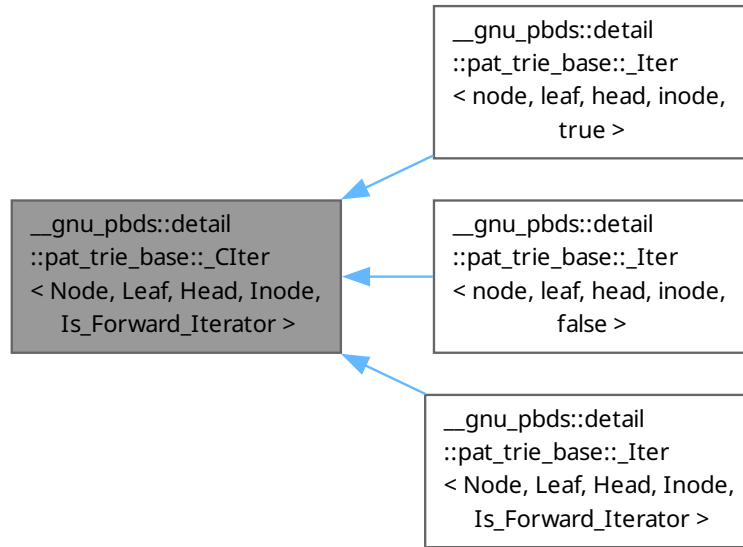 __gnu_pbds::detail
::pat_trie_base::_Iter
< node, leaf, head, inode,
true >
__gnu_pbds::detail
::pat_trie_base::_CIter
< Node, Leaf, Head, Inode,
Is_Forward_Iterator >
__gnu_pbds::detail
::pat_trie_base::_Iter
< node, leaf, head, inode,
false >
__gnu_pbds::detail
::pat_trie_base::_Iter
< Node, Leaf, Head, Inode,
Is_Forward_Iterator >